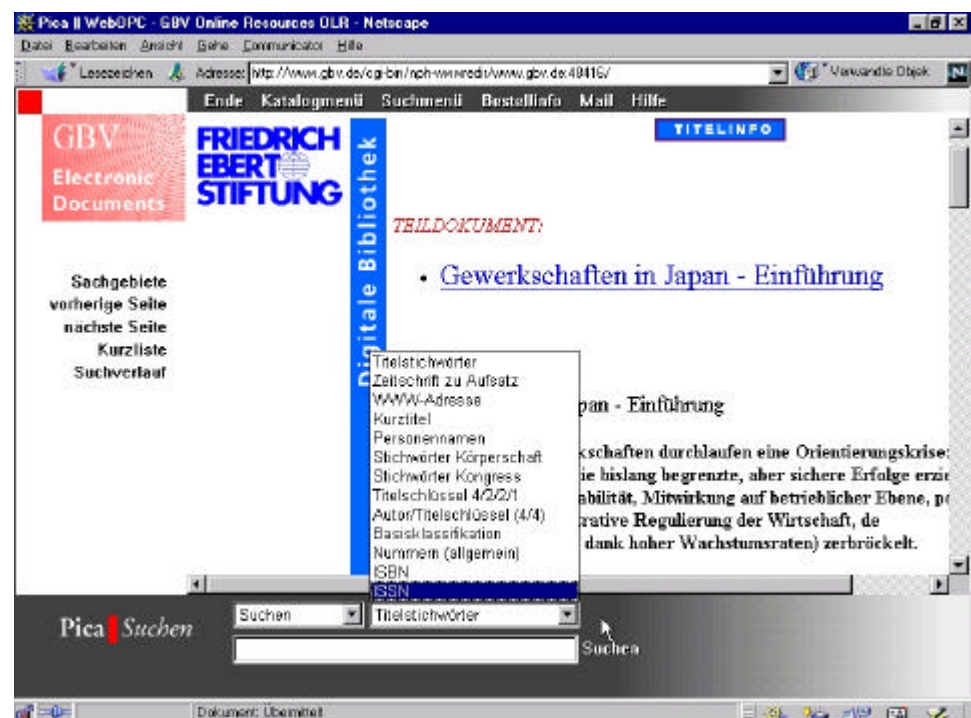 Pica II WebOPC - GBV Online Resources OLR - Netscape
Datei Bearbeiten Ansicht Gehe Communicator Hilfe
Lesezeichen Adresse: http://www.gbv.de/cgi-bin/nph-wwwredir/www.gbv.de:48416/ Verwandte Objek
Ende Katalogmenü Suchmenü Bestellinfo Mail Hilfe
GBV
Electronic
Documents
FRIEDRICH
EBERT
STIFTUNG
Digitale Bibliothek
TITELINFO
TEILDOKUMENT:
• Gewerkschaften in Japan - Einführung
Sachgebiete
vorherige Seite
nächste Seite
Kurzliste
Suchverlauf
pan - Einführung
schaften durchlaufen eine Orientierungskrise:
ie bislang begrenzte, aber sichere Erfolge erzie
abilität, Mitwirkung auf betrieblicher Ebene, po
rative Regulierung der Wirtschaft, de
dank hoher Wachstumsraten) zerbröckelt.
Titelstichwörter
Zeitschrift zu Aufsatz
WWW-Adresse
Kurztitel
Personennamen
Stichwörter Körperschaft
Stichwörter Kongress
Titelschlüssel 4/2/2/1
Autor/Titelschlüssel (4/4)
Basisklassifikation
Nummern (allgemein)
ISBN
ISSN
Pica Suchen
Suchen
Titelstichwörter
Suchen
Dokument: Übermittelt